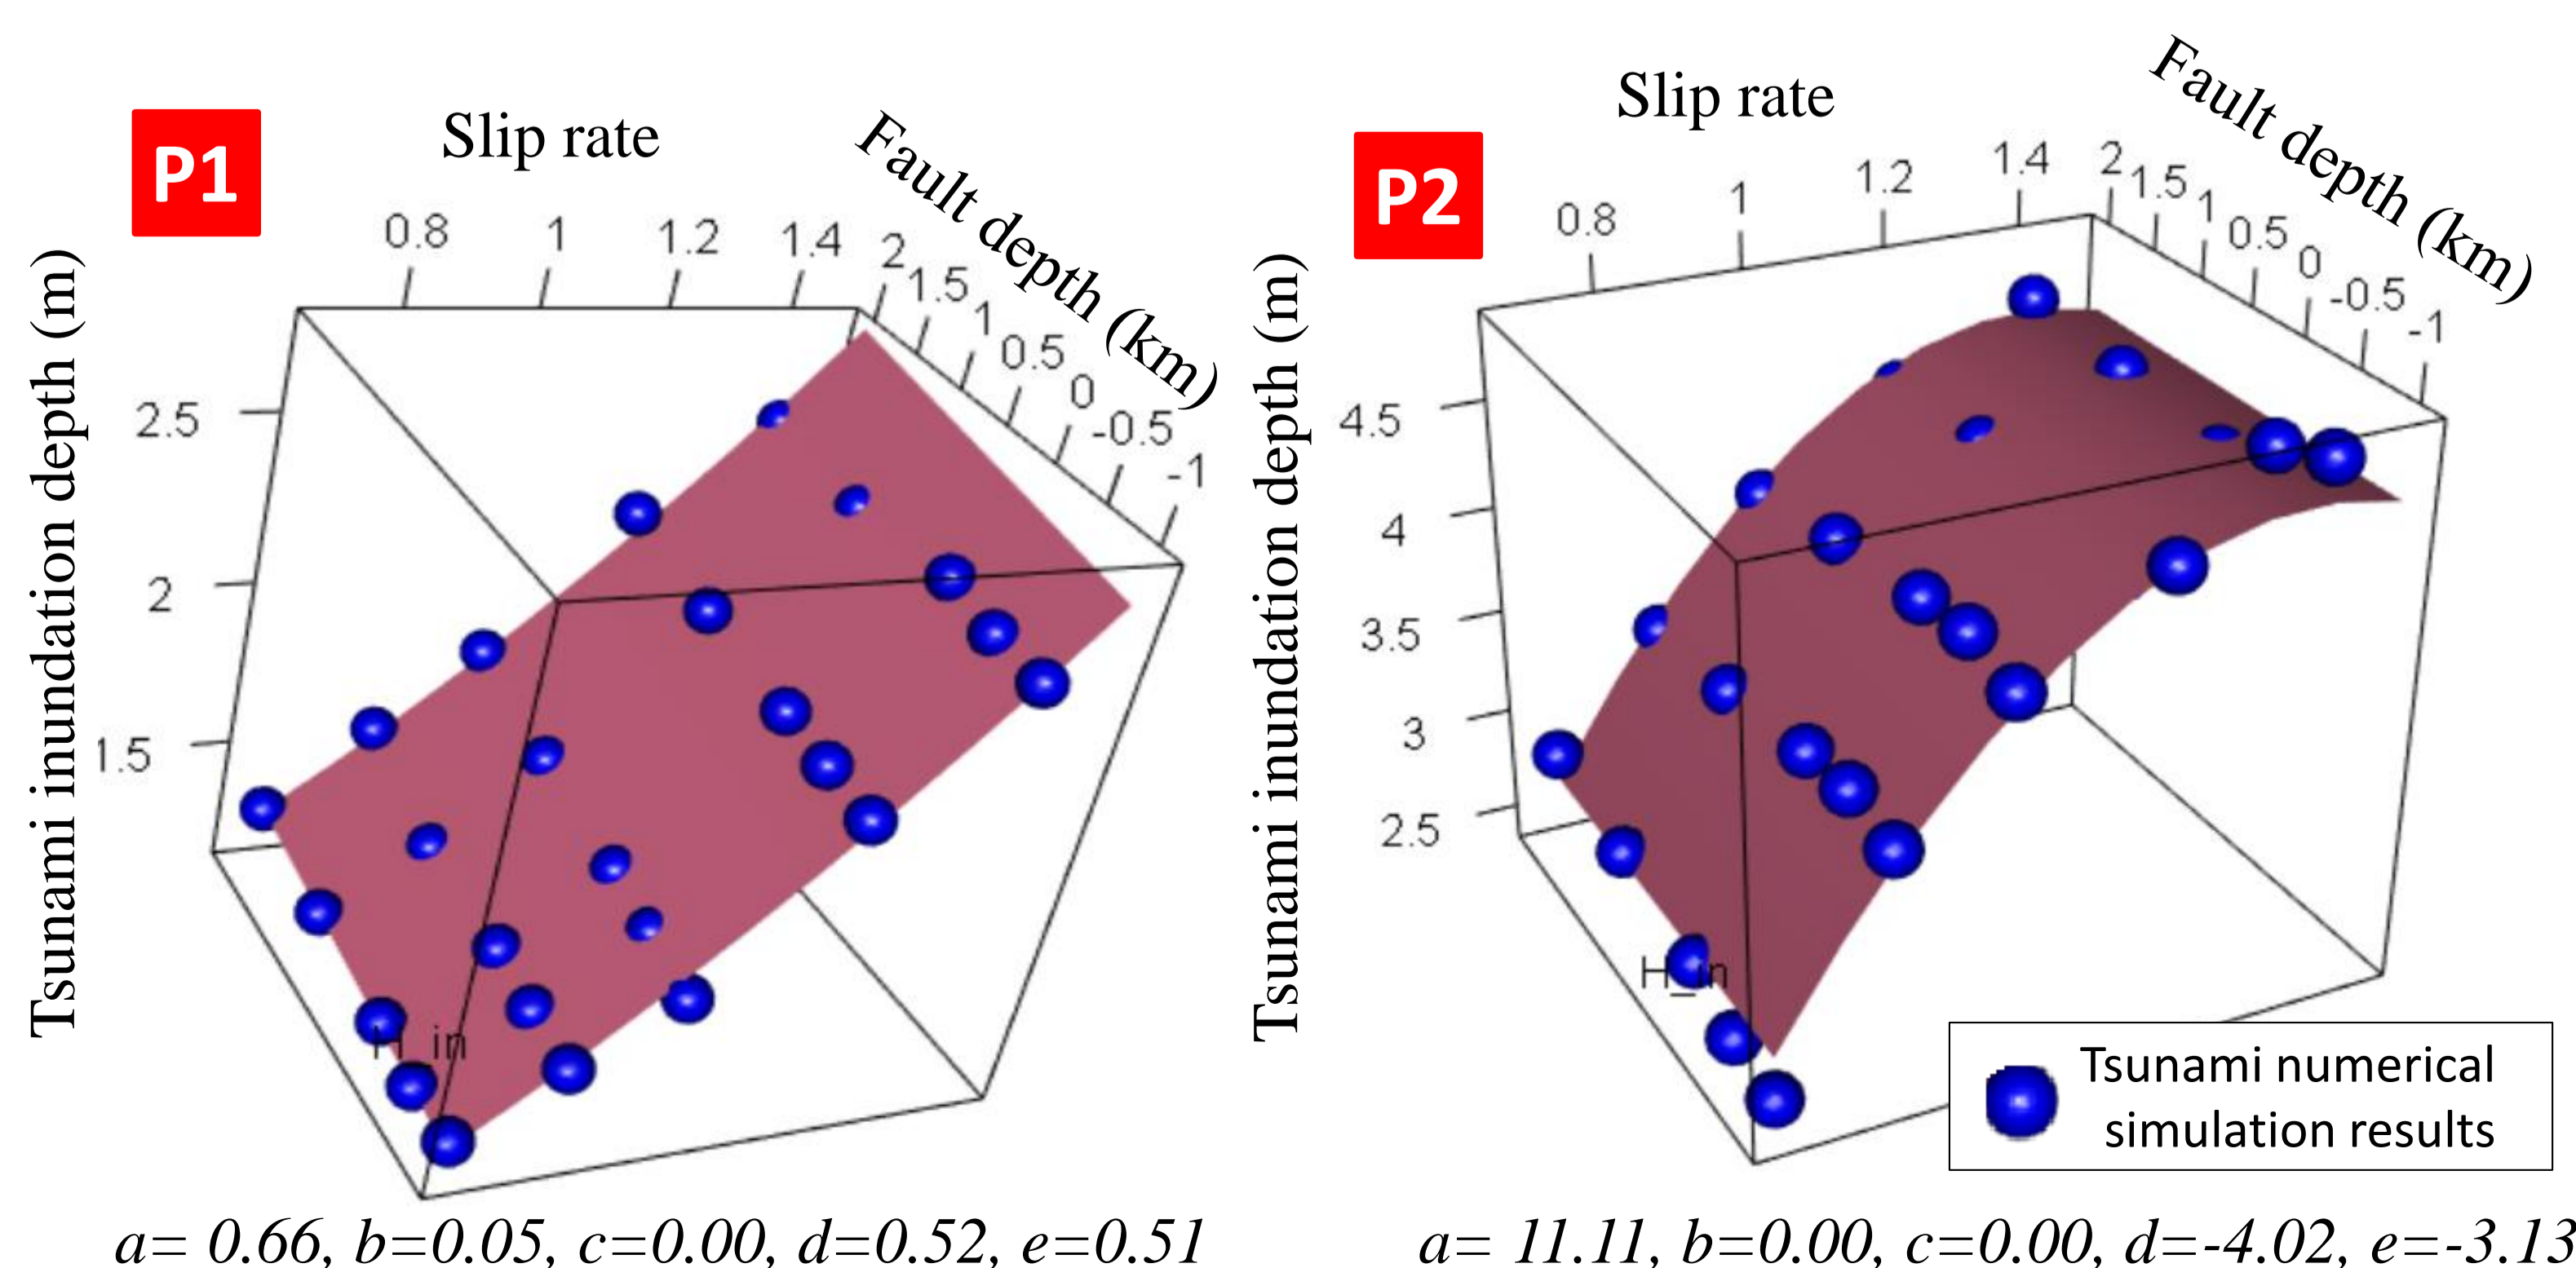 P1
Slip rate
Fault depth (km)
0.8 1 1.2 1.4
2 1.5 1 0.5 0 -0.5 -1
Tsunami inundation depth (m)
2.5
2
1.5
H_in
a= 0.66, b=0.05, c=0.00, d=0.52, e=0.51
P2
Slip rate
Fault depth (km)
0.8 1 1.2 1.4
2 1.5 1 0.5 0 -0.5 -1
Tsunami inundation depth (m)
4.5
4
3.5
3
2.5
H_in
Tsunami numerical
simulation results
a= 11.11, b=0.00, c=0.00, d=-4.02, e=-3.13